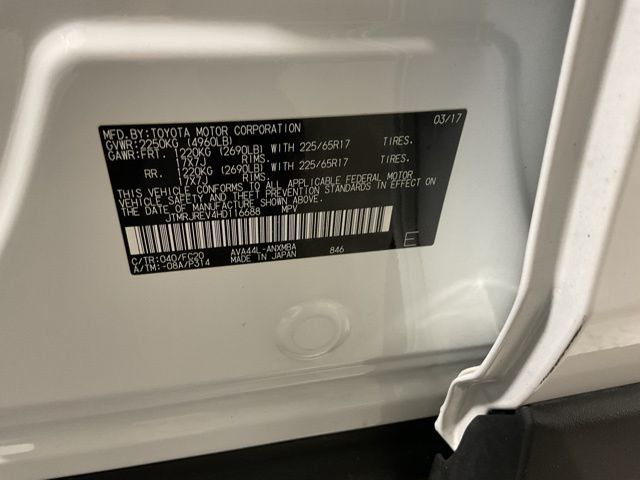 MFD.BY:TOYOTA MOTOR CORPORATION 03/17
GVWR:2250KG (4960LB)
GAWR:FRT. 1220KG (2690LB) WITH 225/65R17 TIRES.
17x7J RIMS.
RR. 1220KG (2690LB) WITH 225/65R17 TIRES.
17x7J RIMS.
THIS VEHICLE CONFORMS TO ALL APPLICABLE FEDERAL MOTOR
VEHICLE SAFETY AND THEFT PREVENTION STANDARDS IN EFFECT
ON THE DATE OF MANUFACTURE SHOWN ABOVE.
JTMRJREV4HD116688 MPV
C/TR:040/FC20 AVA44L-ANXMBA 846 E
A/TM:-08A/P314 MADE IN JAPAN